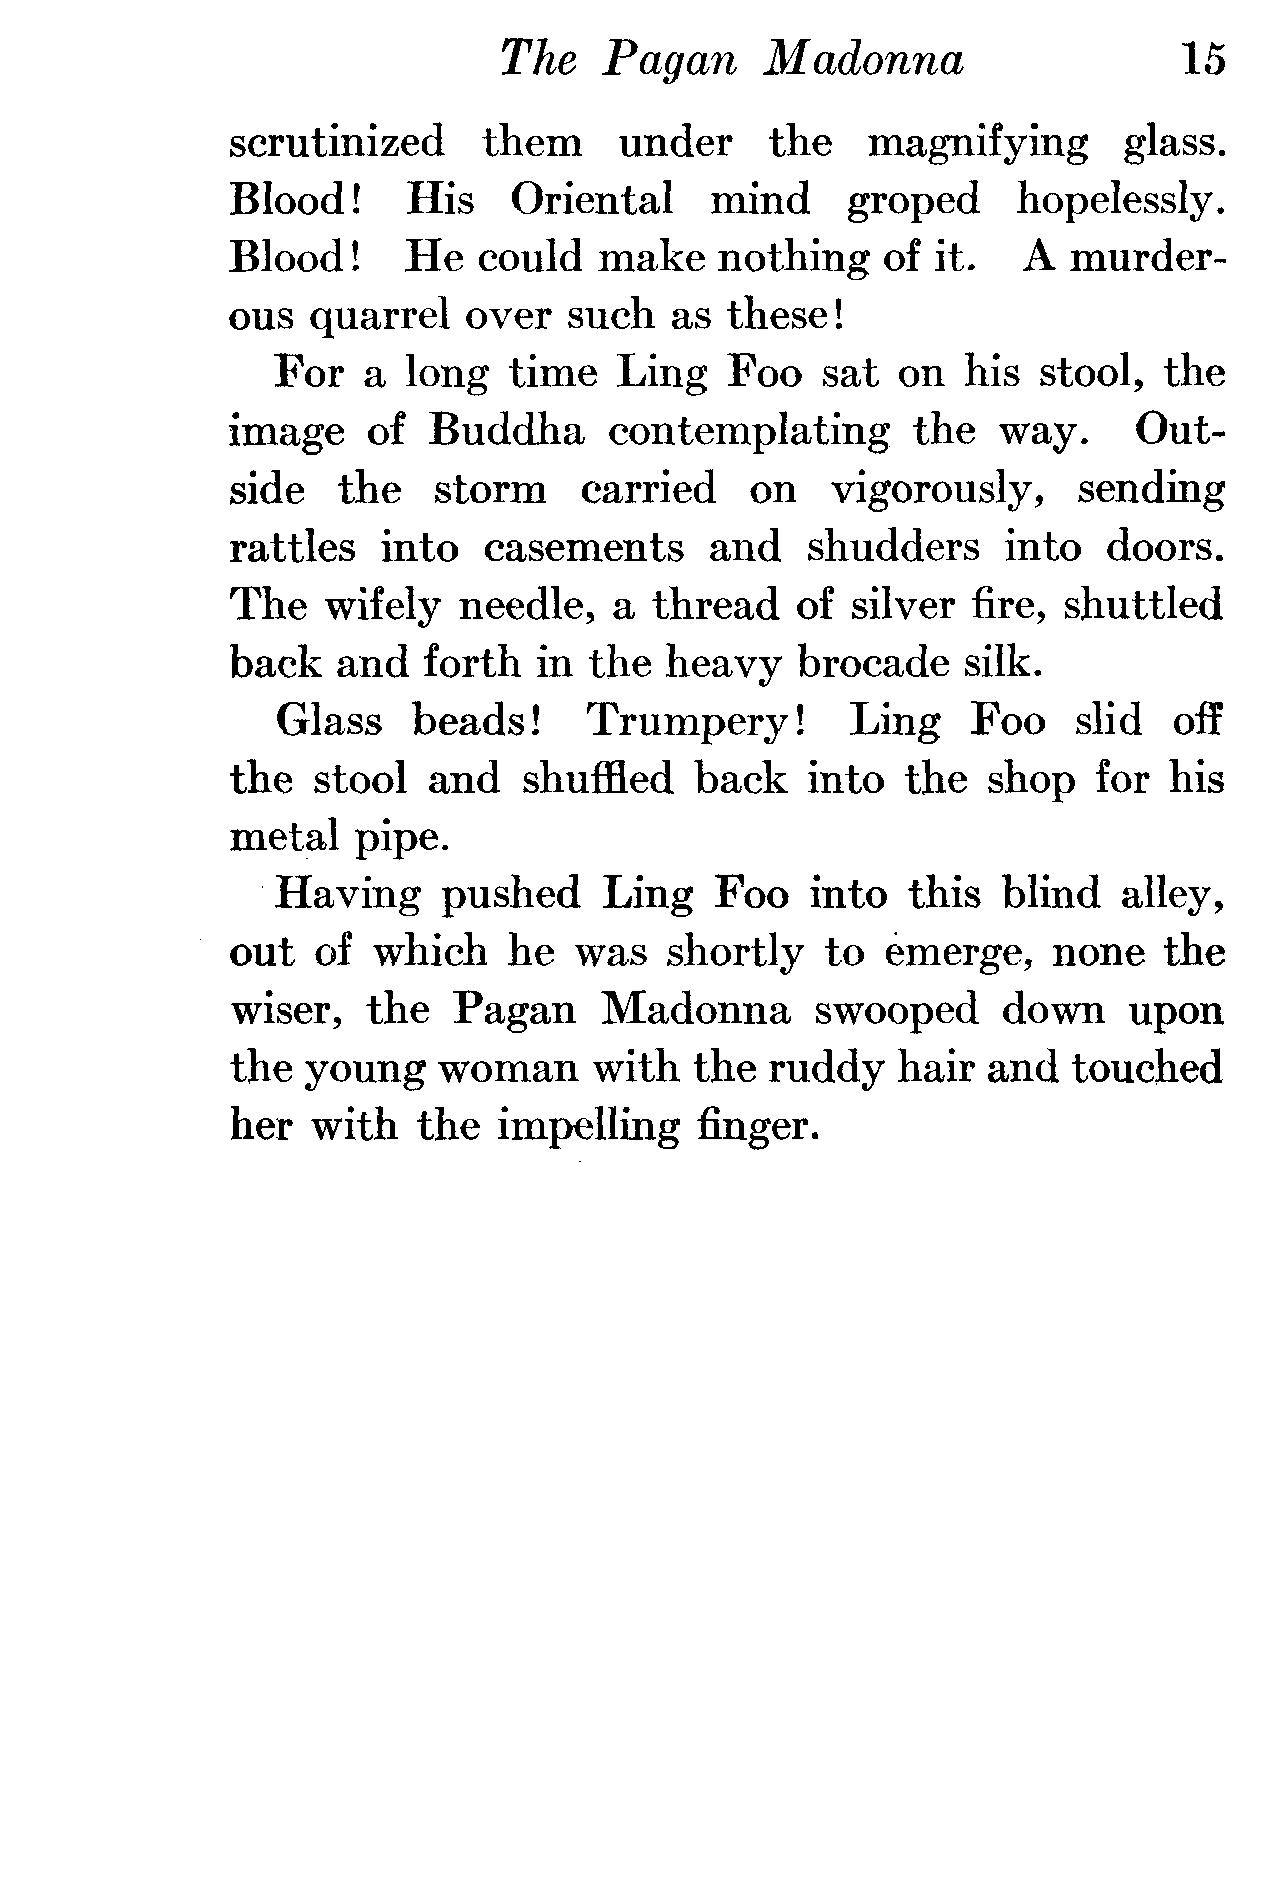 The Pagan Madonna 15
scrutinized them under the magnifying glass.
Blood! His Oriental mind groped hopelessly.
Blood! He could make nothing of it. A murder-
ous quarrel over such as these!
For a long time Ling Foo sat on his stool, the
image of Buddha contemplating the way. Out-
side the storm carried on vigorously, sending
rattles into casements and shudders into doors.
The wifely needle, a thread of silver fire, shuttled
back and forth in the heavy brocade silk.
Glass beads! Trumpery! Ling Foo slid off
the stool and shuffled back into the shop for his
metal pipe.
Having pushed Ling Foo into this blind alley,
out of which he was shortly to emerge, none the
wiser, the Pagan Madonna swooped down upon
the young woman with the ruddy hair and touched
her with the impelling finger.